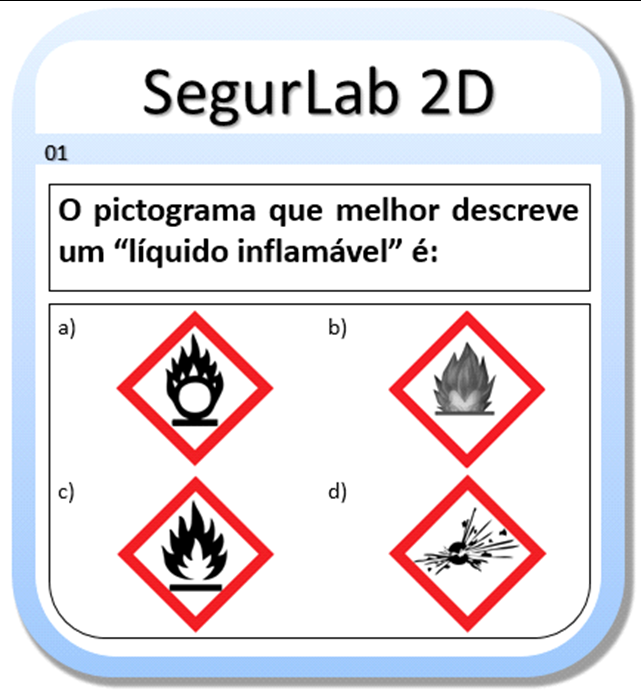 SegurLab 2D
01
O pictograma que melhor descreve
um “líquido inflamável” é:
a)
b)
c)
d)